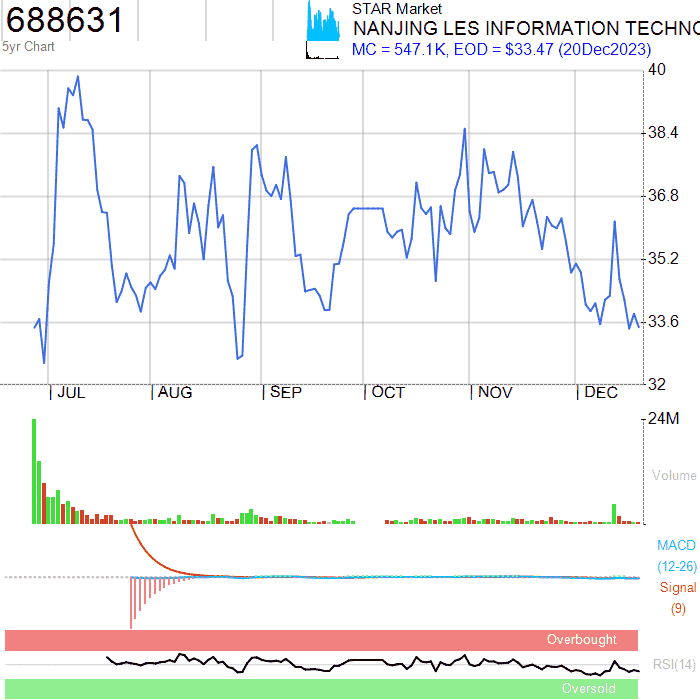 688631
5yr Chart
STAR Market
NANJING LES INFORMATION TECHNO
MC = 547.1K, EOD = $33.47 (20Dec2023)
40
38.4
36.8
35.2
33.6
32
JUL AUG SEP OCT NOV DEC
24M
Volume
MACD
(12-26)
Signal
(9)
Overbought
RSI(14)
Oversold